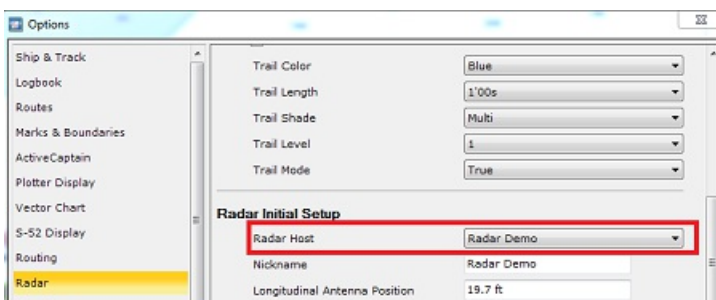 Options
Ship & Track
Logbook
Routes
Marks & Boundaries
ActiveCaptain
Plotter Display
Vector Chart
S-52 Display
Routing
Radar
Trail Color Blue
Trail Length 1'00s
Trail Shade Multi
Trail Level 1
Trail Mode True
Radar Initial Setup
Radar Host Radar Demo
Nickname Radar Demo
Longitudinal Antenna Position 19.7 ft